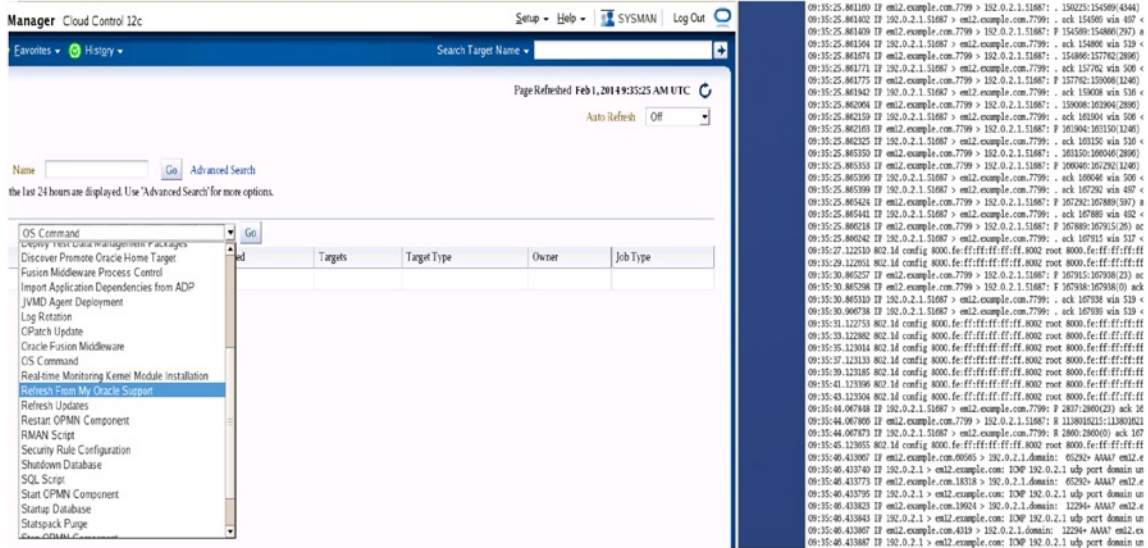 Manager Cloud Control 12c
Setup Help SYSMAN Log Out
Favorites History
Search Target Name
Page Refreshed Feb 1, 2014 9:35:25 AM UTC
Auto Refresh Off
Name Go Advanced Search
the last 24 hours are displayed. Use 'Advanced Search' for more options.
OS Command Go
Targets Target Type Owner Job Type
Deploy Test Data Management Packages
Discover Promote Oracle Home Target
Fusion Middleware Process Control
Import Application Dependencies from ADP
JVMD Agent Deployment
Log Rotation
OPatch Update
Oracle Fusion Middleware
OS Command
Real-time Monitoring Kernel Module Installation
Refresh From My Oracle Support
Refresh Updates
Restart OPMN Component
RMAN Script
Security Rule Configuration
Shutdown Database
SQL Script
Start OPMN Component
Startup Database
Statspack Purge
Stop OPMN Component
09:35:25.861160 IP em12.example.com.7799 > 192.0.2.1.51687: . 150225:154569(4344)
09:35:25.861402 IP 192.0.2.1.51687 > em12.example.com.7799: . ack 154569 win 497 <
09:35:25.861409 IP em12.example.com.7799 > 192.0.2.1.51687: P 154569:154866(297) a
09:35:25.861564 IP 192.0.2.1.51687 > em12.example.com.7799: . ack 154866 win 519 <
09:35:25.861674 IP em12.example.com.7799 > 192.0.2.1.51687: . 154866:157762(2896)
09:35:25.861771 IP 192.0.2.1.51687 > em12.example.com.7799: . ack 157762 win 506 <
09:35:25.861775 IP em12.example.com.7799 > 192.0.2.1.51687: P 157762:159008(1246)
09:35:25.861942 IP 192.0.2.1.51687 > em12.example.com.7799: . ack 159008 win 516 <
09:35:25.862064 IP em12.example.com.7799 > 192.0.2.1.51687: . 159008:161904(2896)
09:35:25.862159 IP 192.0.2.1.51687 > em12.example.com.7799: . ack 161904 win 506 <
09:35:25.862163 IP em12.example.com.7799 > 192.0.2.1.51687: P 161904:163150(1246)
09:35:25.862325 IP 192.0.2.1.51687 > em12.example.com.7799: . ack 163150 win 516 <
09:35:25.865350 IP em12.example.com.7799 > 192.0.2.1.51687: . 163150:166046(2896)
09:35:25.865353 IP em12.example.com.7799 > 192.0.2.1.51687: P 166046:167292(1246)
09:35:25.865396 IP 192.0.2.1.51687 > em12.example.com.7799: . ack 166046 win 506 <
09:35:25.865399 IP 192.0.2.1.51687 > em12.example.com.7799: . ack 167292 win 497 <
09:35:25.865424 IP em12.example.com.7799 > 192.0.2.1.51687: P 167292:167889(597) a
09:35:25.865441 IP 192.0.2.1.51687 > em12.example.com.7799: . ack 167889 win 492 <
09:35:25.866218 IP em12.example.com.7799 > 192.0.2.1.51687: P 167889:167915(26) ac
09:35:25.866242 IP 192.0.2.1.51687 > em12.example.com.7799: . ack 167915 win 517 <
09:35:27.122510 802.1d config 8000.fe:ff:ff:ff:ff:ff.8002 root 8000.fe:ff:ff:ff:ff
09:35:29.122651 802.1d config 8000.fe:ff:ff:ff:ff:ff.8002 root 8000.fe:ff:ff:ff:ff
09:35:30.865257 IP em12.example.com.7799 > 192.0.2.1.51687: P 167915:167938(23) ac
09:35:30.865298 IP em12.example.com.7799 > 192.0.2.1.51687: F 167938:167938(0) ack
09:35:30.865310 IP 192.0.2.1.51687 > em12.example.com.7799: . ack 167938 win 519 <
09:35:30.906738 IP 192.0.2.1.51687 > em12.example.com.7799: . ack 167939 win 519 <
09:35:31.122753 802.1d config 8000.fe:ff:ff:ff:ff:ff.8002 root 8000.fe:ff:ff:ff:ff
09:35:33.122882 802.1d config 8000.fe:ff:ff:ff:ff:ff.8002 root 8000.fe:ff:ff:ff:ff
09:35:35.123014 802.1d config 8000.fe:ff:ff:ff:ff:ff.8002 root 8000.fe:ff:ff:ff:ff
09:35:37.123133 802.1d config 8000.fe:ff:ff:ff:ff:ff.8002 root 8000.fe:ff:ff:ff:ff
09:35:39.123185 802.1d config 8000.fe:ff:ff:ff:ff:ff.8002 root 8000.fe:ff:ff:ff:ff
09:35:41.123396 802.1d config 8000.fe:ff:ff:ff:ff:ff.8002 root 8000.fe:ff:ff:ff:ff
09:35:43.123504 802.1d config 8000.fe:ff:ff:ff:ff:ff.8002 root 8000.fe:ff:ff:ff:ff
09:35:44.067848 IP 192.0.2.1.51687 > em12.example.com.7799: P 2837:2860(23) ack 16
09:35:44.067866 IP em12.example.com.7799 > 192.0.2.1.51687: R 1138016215:113801621
09:35:44.067873 IP 192.0.2.1.51687 > em12.example.com.7799: R 2860:2860(0) ack 167
09:35:45.123655 802.1d config 8000.fe:ff:ff:ff:ff:ff.8002 root 8000.fe:ff:ff:ff:ff
09:35:46.433667 IP em12.example.com.60565 > 192.0.2.1.domain: 65292+ AAAA? em12.e
09:35:46.433740 IP 192.0.2.1 > em12.example.com: ICMP 192.0.2.1 udp port domain un
09:35:46.433773 IP em12.example.com.18318 > 192.0.2.1.domain: 65292+ AAAA? em12.e
09:35:46.433795 IP 192.0.2.1 > em12.example.com: ICMP 192.0.2.1 udp port domain un
09:35:46.433823 IP em12.example.com.19924 > 192.0.2.1.domain: 12294+ AAAA? em12.e
09:35:46.433843 IP 192.0.2.1 > em12.example.com: ICMP 192.0.2.1 udp port domain un
09:35:46.433867 IP em12.example.com.4319 > 192.0.2.1.domain: 12294+ AAAA? em12.ex
09:35:46.433887 IP 192.0.2.1 > em12.example.com: ICMP 192.0.2.1 udp port domain un